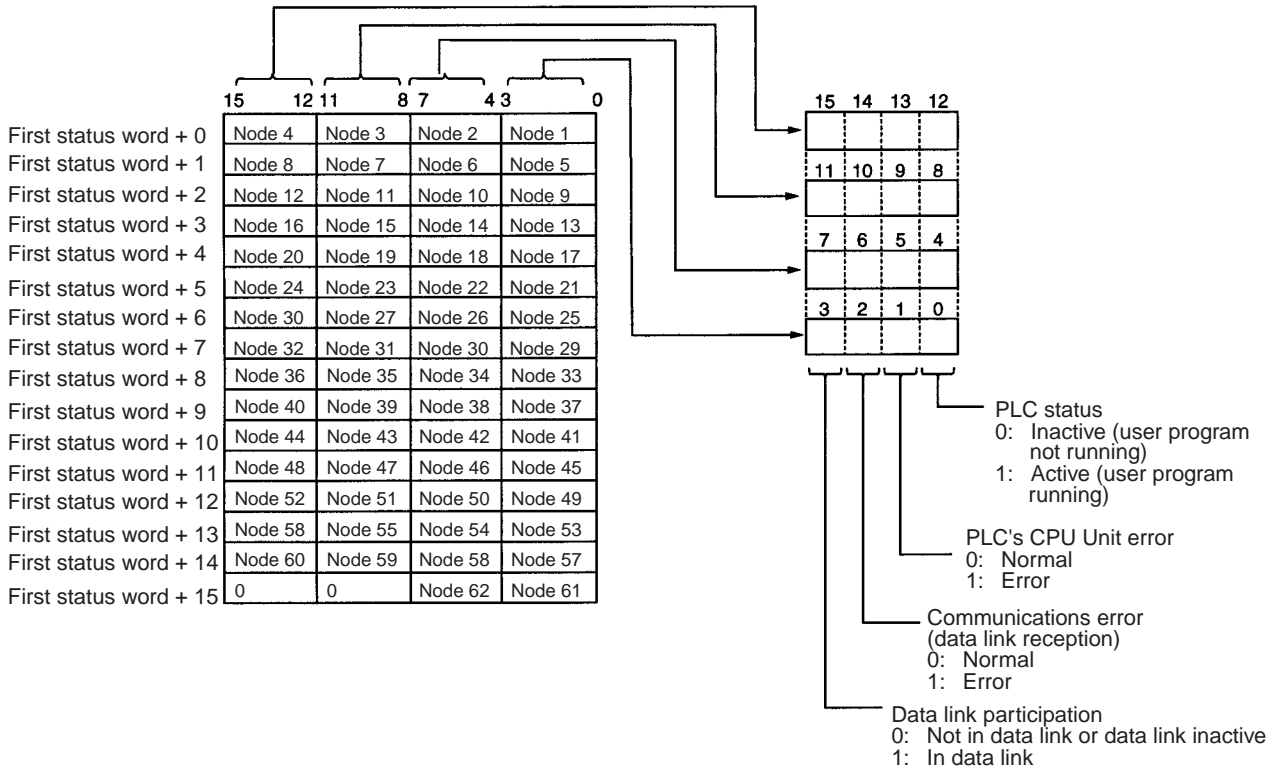 15 12 11 8 7 4 3 0
First status word + 0 Node 4 Node 3 Node 2 Node 1
First status word + 1 Node 8 Node 7 Node 6 Node 5
First status word + 2 Node 12 Node 11 Node 10 Node 9
First status word + 3 Node 16 Node 15 Node 14 Node 13
First status word + 4 Node 20 Node 19 Node 18 Node 17
First status word + 5 Node 24 Node 23 Node 22 Node 21
First status word + 6 Node 30 Node 27 Node 26 Node 25
First status word + 7 Node 32 Node 31 Node 30 Node 29
First status word + 8 Node 36 Node 35 Node 34 Node 33
First status word + 9 Node 40 Node 39 Node 38 Node 37
First status word + 10 Node 44 Node 43 Node 42 Node 41
First status word + 11 Node 48 Node 47 Node 46 Node 45
First status word + 12 Node 52 Node 51 Node 50 Node 49
First status word + 13 Node 58 Node 55 Node 54 Node 53
First status word + 14 Node 60 Node 59 Node 58 Node 57
First status word + 15 0 0 Node 62 Node 61
15 14 13 12
11 10 9 8
7 6 5 4
3 2 1 0
PLC status
0: Inactive (user program
not running)
1: Active (user program
running)
PLC's CPU Unit error
0: Normal
1: Error
Communications error
(data link reception)
0: Normal
1: Error
Data link participation
0: Not in data link or data link inactive
1: In data link